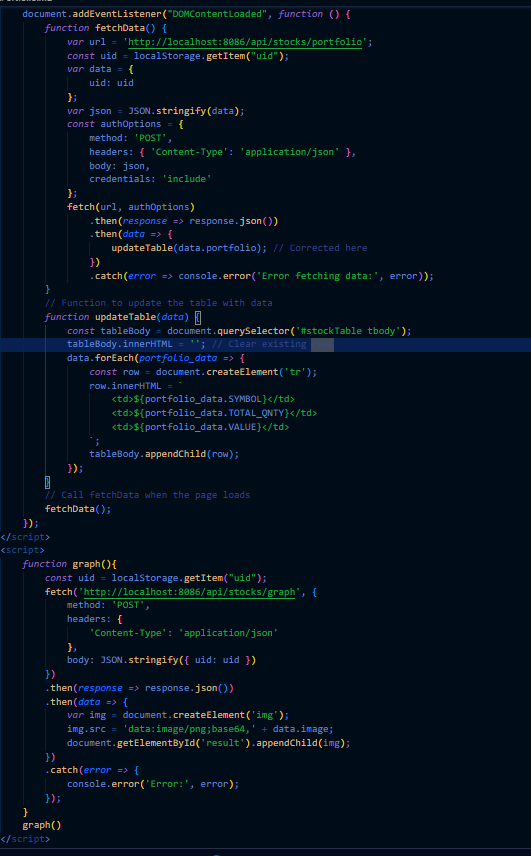 document.addEventListener("DOMContentLoaded", function () {
function fetchData() {
var url = 'http://localhost:8086/api/stocks/portfolio';
const uid = localStorage.getItem("uid");
var data = {
uid: uid
};
var json = JSON.stringify(data);
const authOptions = {
method: 'POST',
headers: { 'Content-Type': 'application/json' },
body: json,
credentials: 'include'
};
fetch(url, authOptions)
.then(response => response.json())
.then(data => {
updateTable(data.portfolio); // Corrected here
})
.catch(error => console.error('Error fetching data:', error));
}
// Function to update the table with data
function updateTable(data) {
const tableBody = document.querySelector('#stockTable tbody');
tableBody.innerHTML = ''; // Clear existing
data.forEach(portfolio_data => {
const row = document.createElement('tr');
row.innerHTML = `
<td>${portfolio_data.SYMBOL}</td>
<td>${portfolio_data.TOTAL_QNTY}</td>
<td>${portfolio_data.VALUE}</td>
`;
tableBody.appendChild(row);
});
}
// Call fetchData when the page loads
fetchData();
});
</script>
<script>
function graph(){
const uid = localStorage.getItem("uid");
fetch('http://localhost:8086/api/stocks/graph', {
method: 'POST',
headers: {
'Content-Type': 'application/json'
},
body: JSON.stringify({ uid: uid })
})
.then(response => response.json())
.then(data => {
var img = document.createElement('img');
img.src = 'data:image/png;base64,' + data.image;
document.getElementById('result').appendChild(img);
})
.catch(error => {
console.error('Error:', error);
});
}
graph()
</script>